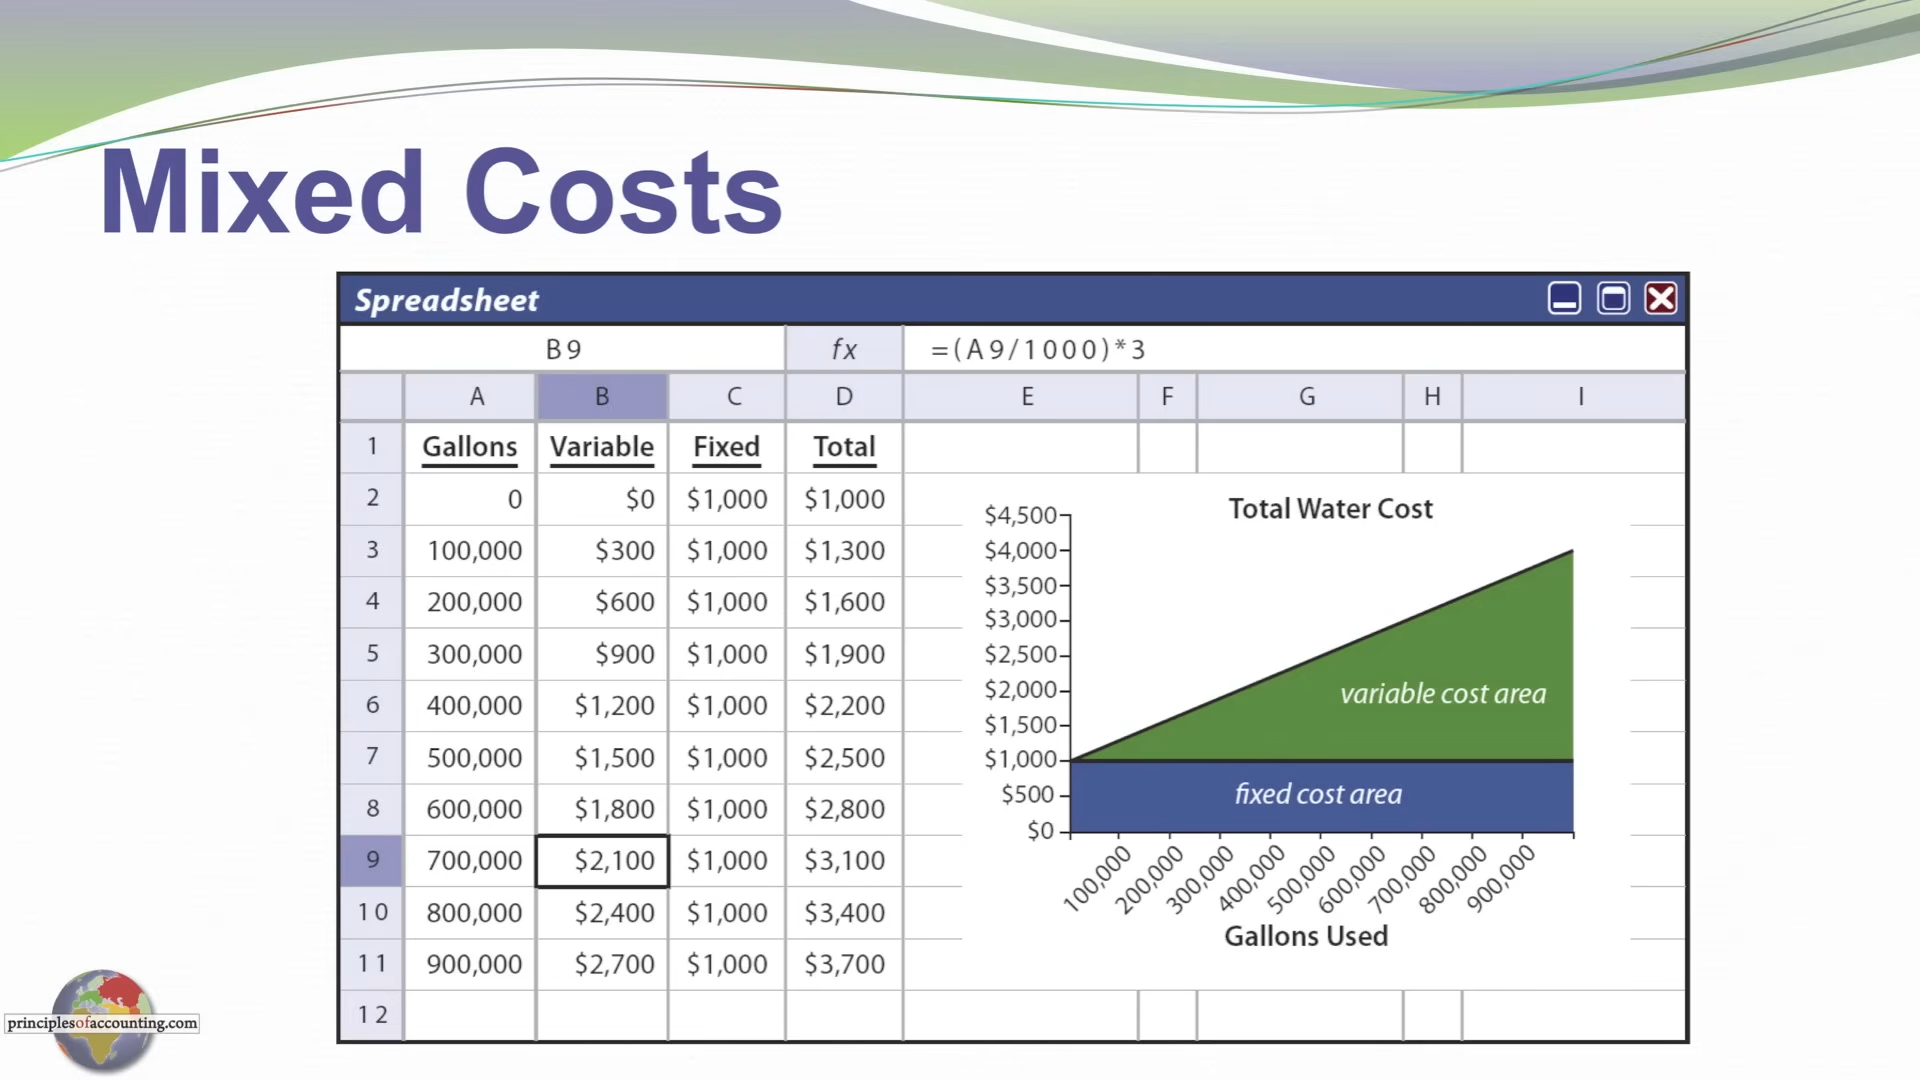 Mixed Costs
Spreadsheet
B9 fx =(A9/1000)*3
A B C D E F G H I
1 Gallons Variable Fixed Total
2 0 $0 $1,000 $1,000
3 100,000 $300 $1,000 $1,300
4 200,000 $600 $1,000 $1,600
5 300,000 $900 $1,000 $1,900
6 400,000 $1,200 $1,000 $2,200
7 500,000 $1,500 $1,000 $2,500
8 600,000 $1,800 $1,000 $2,800
9 700,000 $2,100 $1,000 $3,100
10 800,000 $2,400 $1,000 $3,400
11 900,000 $2,700 $1,000 $3,700
12
Total Water Cost
$4,500
$4,000
$3,500
$3,000
$2,500
$2,000
$1,500
$1,000
$500
$0
variable cost area
fixed cost area
100,000 200,000 300,000 400,000 500,000 600,000 700,000 800,000 900,000
Gallons Used
principlesofaccounting.com